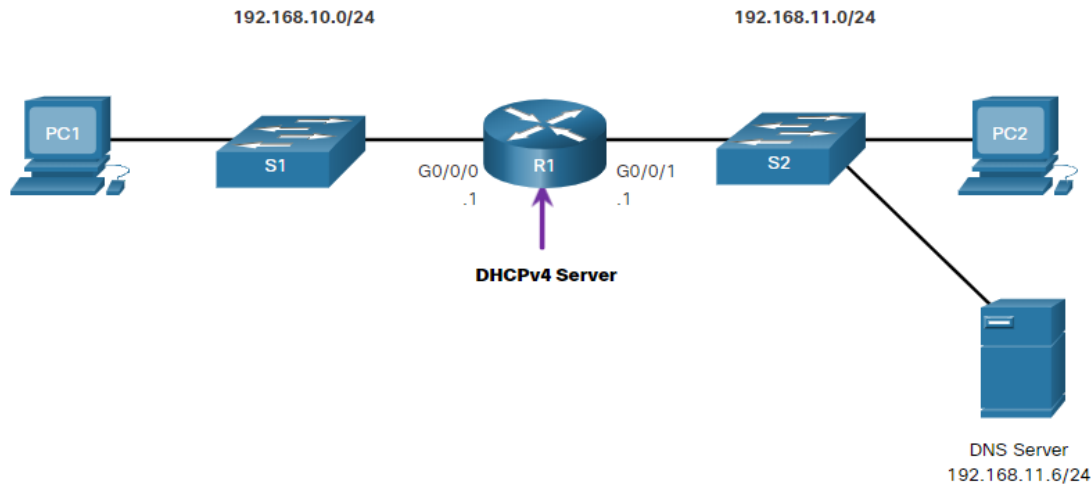 192.168.10.0/24
192.168.11.0/24
PC1
S1
G0/0/0
.1
R1
G0/0/1
.1
S2
PC2
DHCPv4 Server
DNS Server
192.168.11.6/24